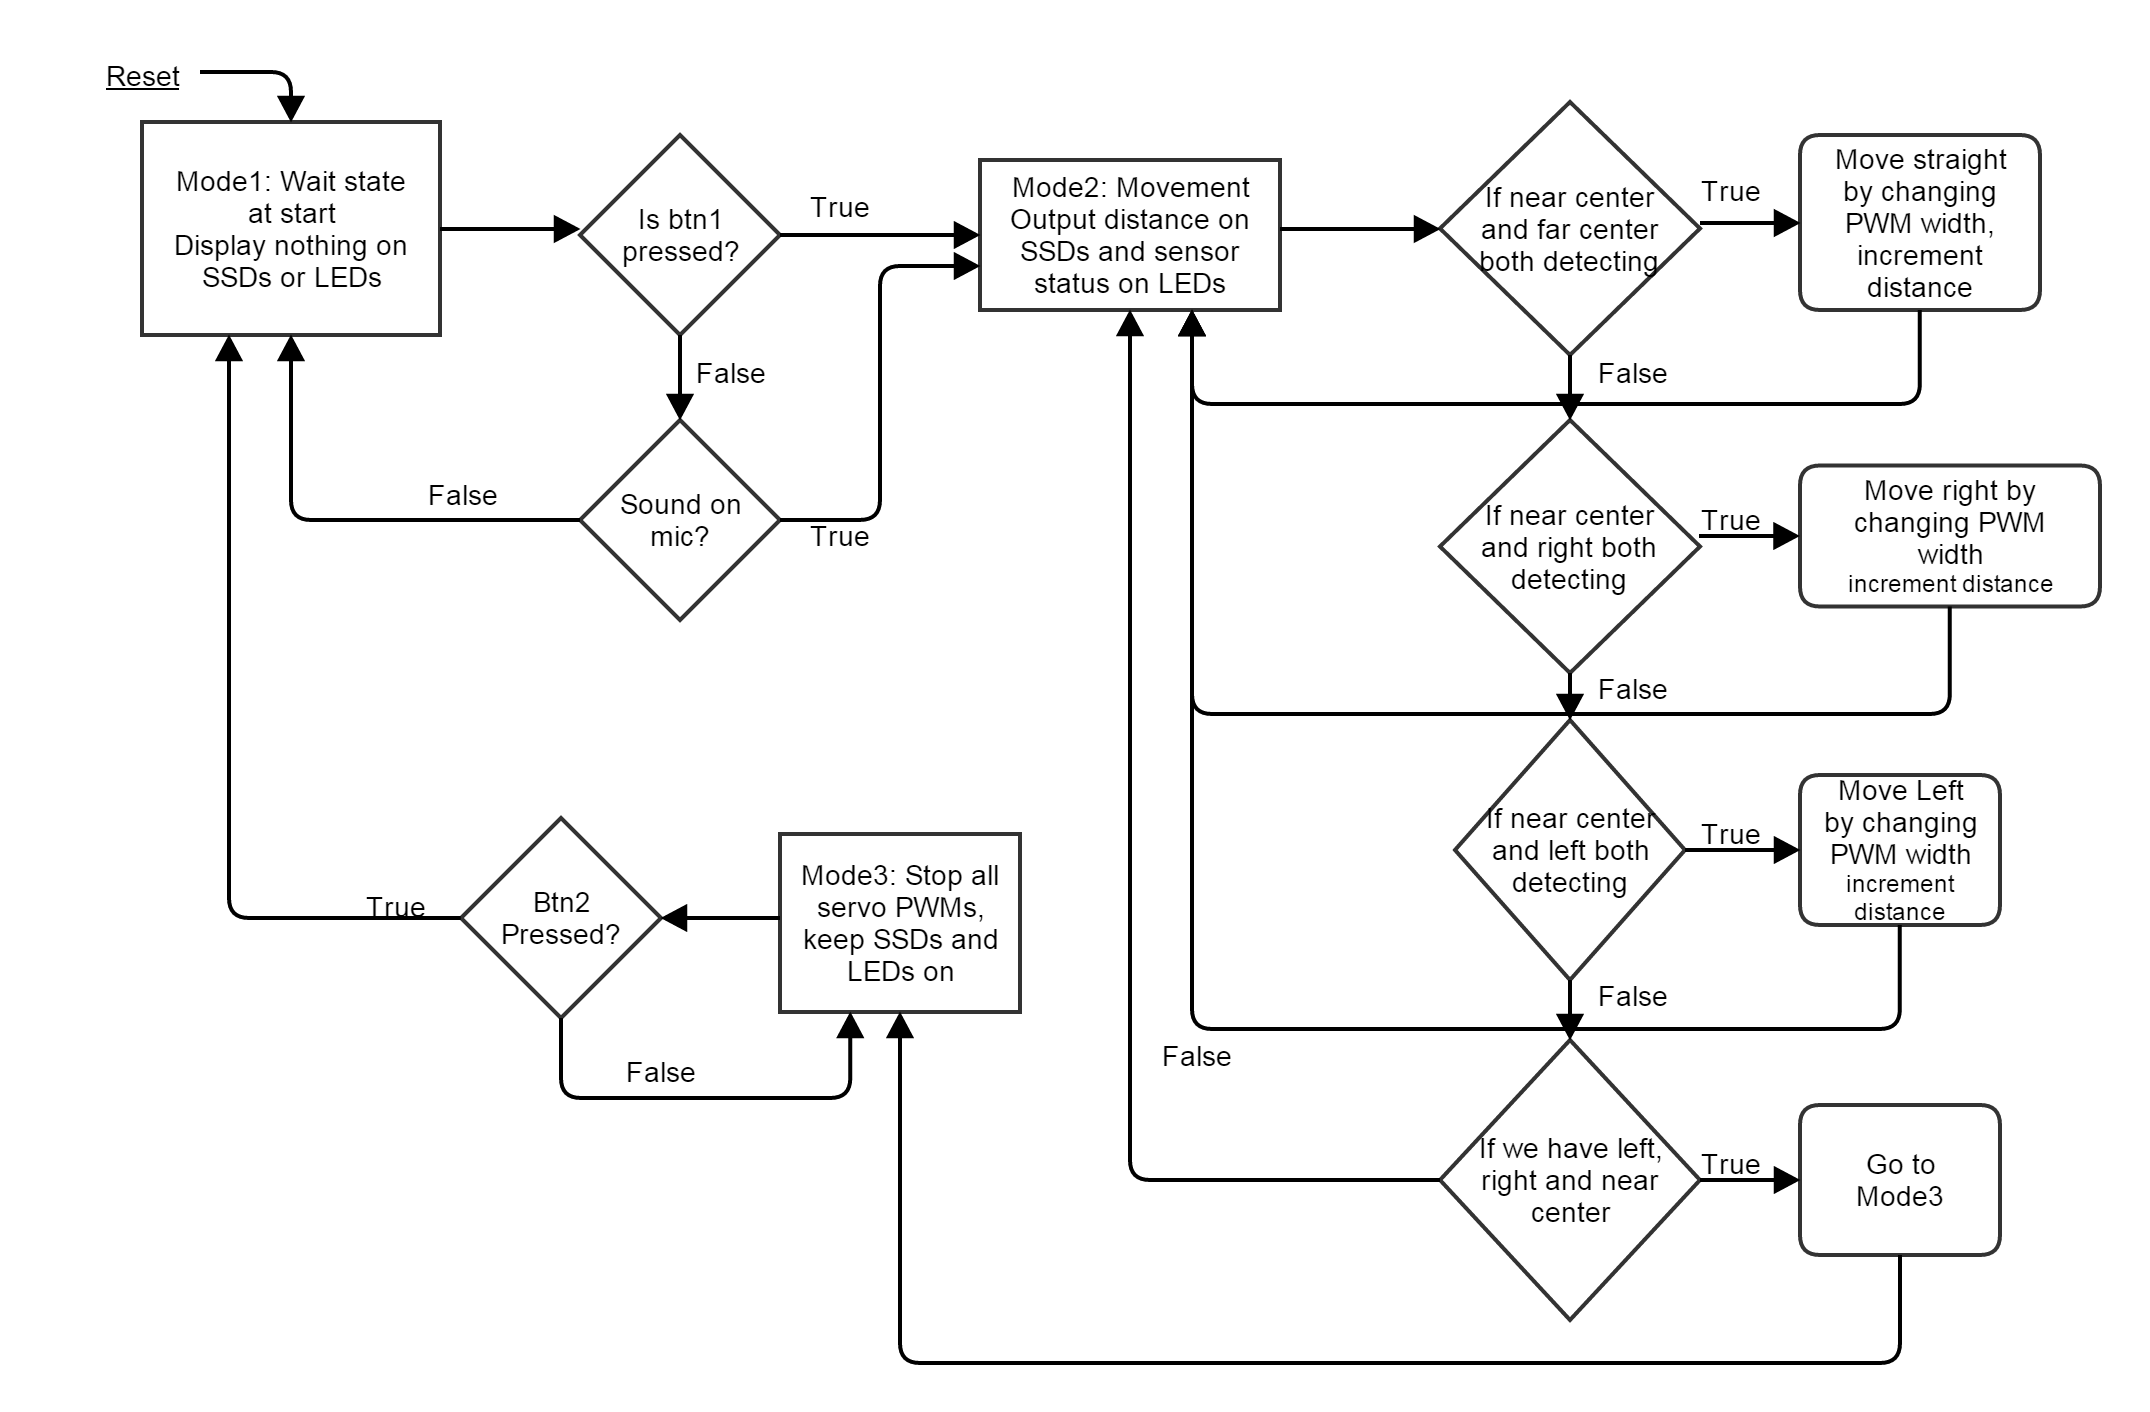 Reset
Mode1: Wait state
at start
Display nothing on
SSDs or LEDs
Is btn1
pressed?
True
False
Sound on
mic?
False
True
Mode2: Movement
Output distance on
SSDs and sensor
status on LEDs
If near center
and far center
both detecting
True
Move straight
by changing
PWM width,
increment
distance
False
If near center
and right both
detecting
True
Move right by
changing PWM
width
increment distance
False
If near center
and left both
detecting
True
Move Left
by changing
PWM width
increment
distance
False
If we have left,
right and near
center
False
True
Go to
Mode3
Mode3: Stop all
servo PWMs,
keep SSDs and
LEDs on
Btn2
Pressed?
True
False